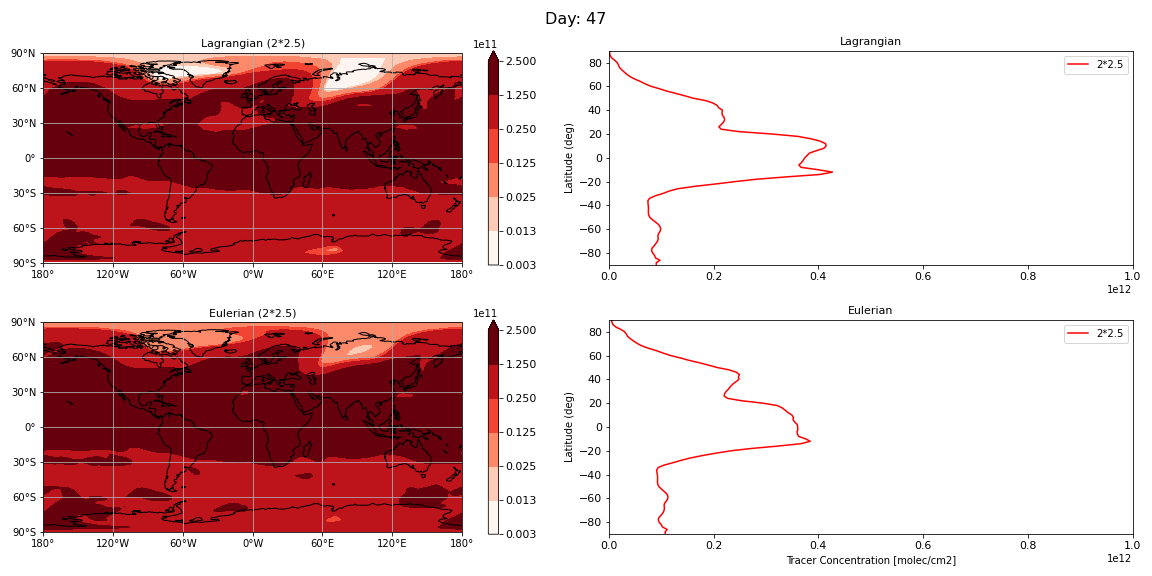 Day: 47
Lagrangian (2*2.5)
1e11
90°N
60°N
30°N
0°
30°S
60°S
90°S
180°
120°W
60°W
0°W
60°E
120°E
180°
2.500
1.250
0.250
0.125
0.025
0.013
0.003
Lagrangian
2*2.5
Latitude (deg)
80
60
40
20
0
−20
−40
−60
−80
0.0
0.2
0.4
0.6
0.8
1.0
1e12
Eulerian (2*2.5)
1e11
90°N
60°N
30°N
0°
30°S
60°S
90°S
180°
120°W
60°W
0°W
60°E
120°E
180°
2.500
1.250
0.250
0.125
0.025
0.013
0.003
Eulerian
2*2.5
Latitude (deg)
80
60
40
20
0
−20
−40
−60
−80
0.0
0.2
0.4
0.6
0.8
1.0
Tracer Concentration [molec/cm2]
1e12